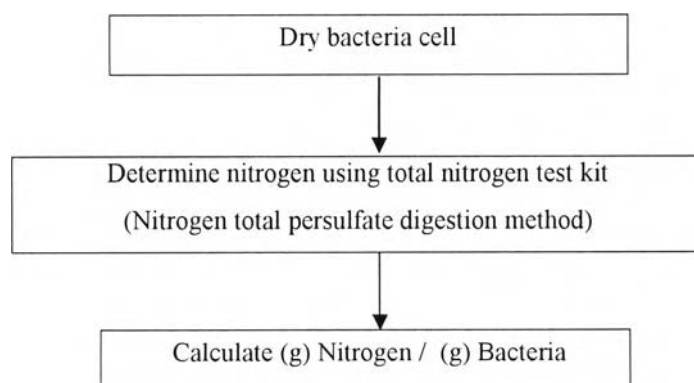 Dry bacteria cell
Determine nitrogen using total nitrogen test kit
(Nitrogen total persulfate digestion method)
Calculate (g) Nitrogen / (g) Bacteria